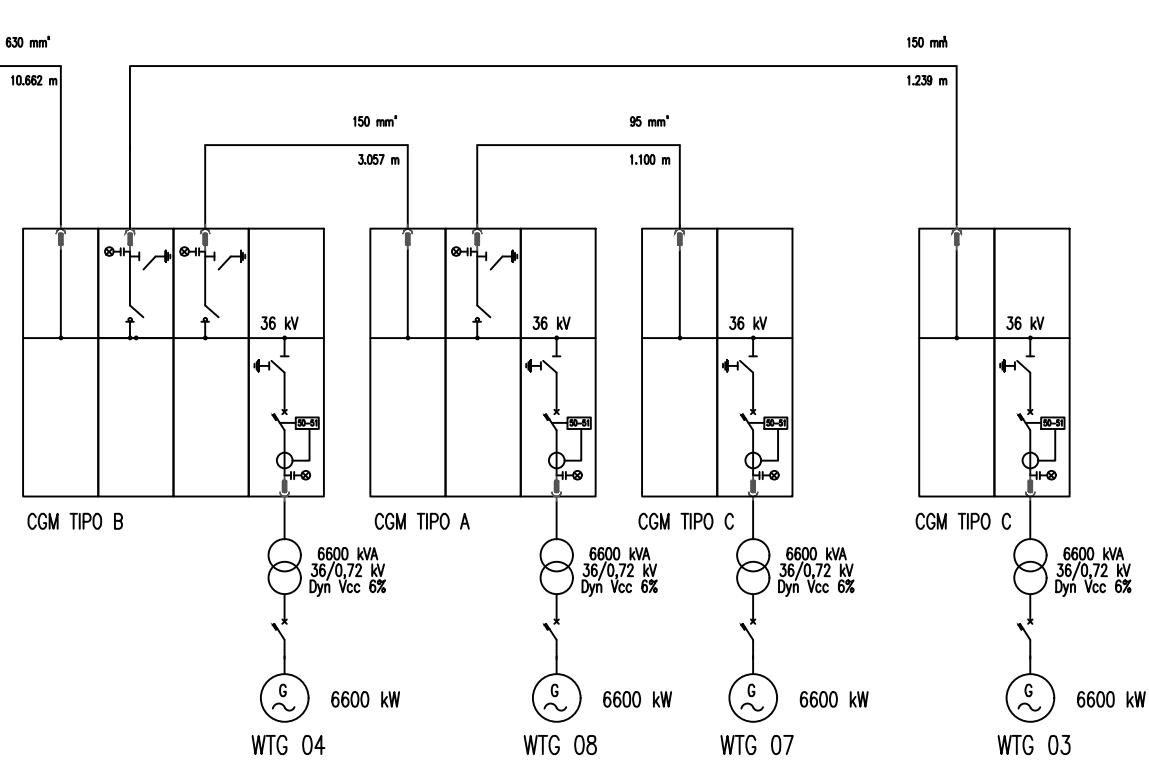 630 mm²
10.662 m
150 mm²
1.239 m
150 mm²
3.057 m
95 mm²
1.100 m
36 kV
36 kV
36 kV
36 kV
50-51
50-51
50-51
50-51
CGM TIPO B
CGM TIPO A
CGM TIPO C
CGM TIPO C
6600 kVA
36/0,72 kV
Dyn Vcc 6%
6600 kVA
36/0,72 kV
Dyn Vcc 6%
6600 kVA
36/0,72 kV
Dyn Vcc 6%
6600 kVA
36/0,72 kV
Dyn Vcc 6%
G
6600 kW
G
6600 kW
G
6600 kW
G
6600 kW
WTG 04
WTG 08
WTG 07
WTG 03